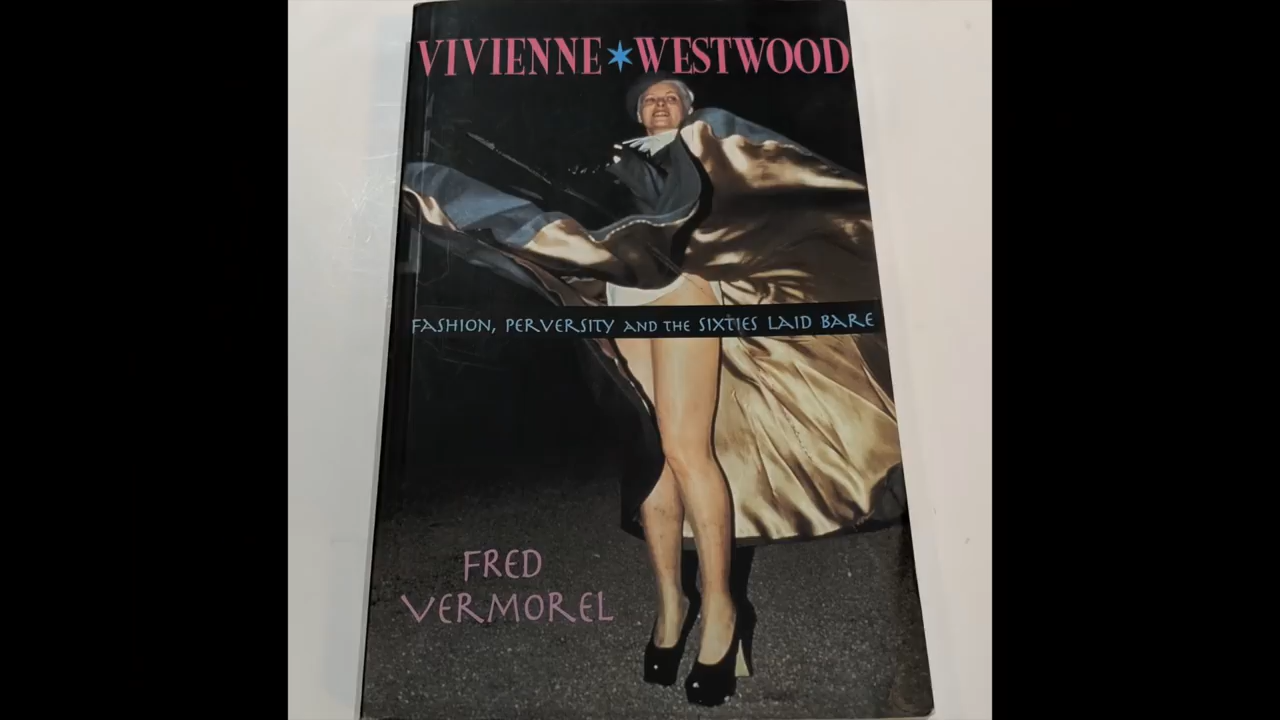 VIVIENNE★WESTWOOD
FASHION, PERVERSITY AND THE SIXTIES LAID BARE
FRED
VERMOREL